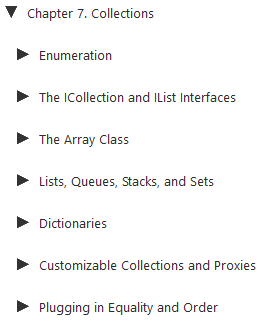 Chapter 7. Collections
Enumeration
The ICollection and IList Interfaces
The Array Class
Lists, Queues, Stacks, and Sets
Dictionaries
Customizable Collections and Proxies
Plugging in Equality and Order